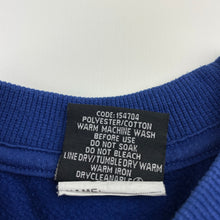 CODE: 154704
POLYESTER/COTTON
WARM MACHINE WASH
BEFORE USE
DO NOT SOAK
DO NOT BLEACH
LINE DRY/TUMBLE DRY WARM
WARM IRON
DRYCLEANABLE